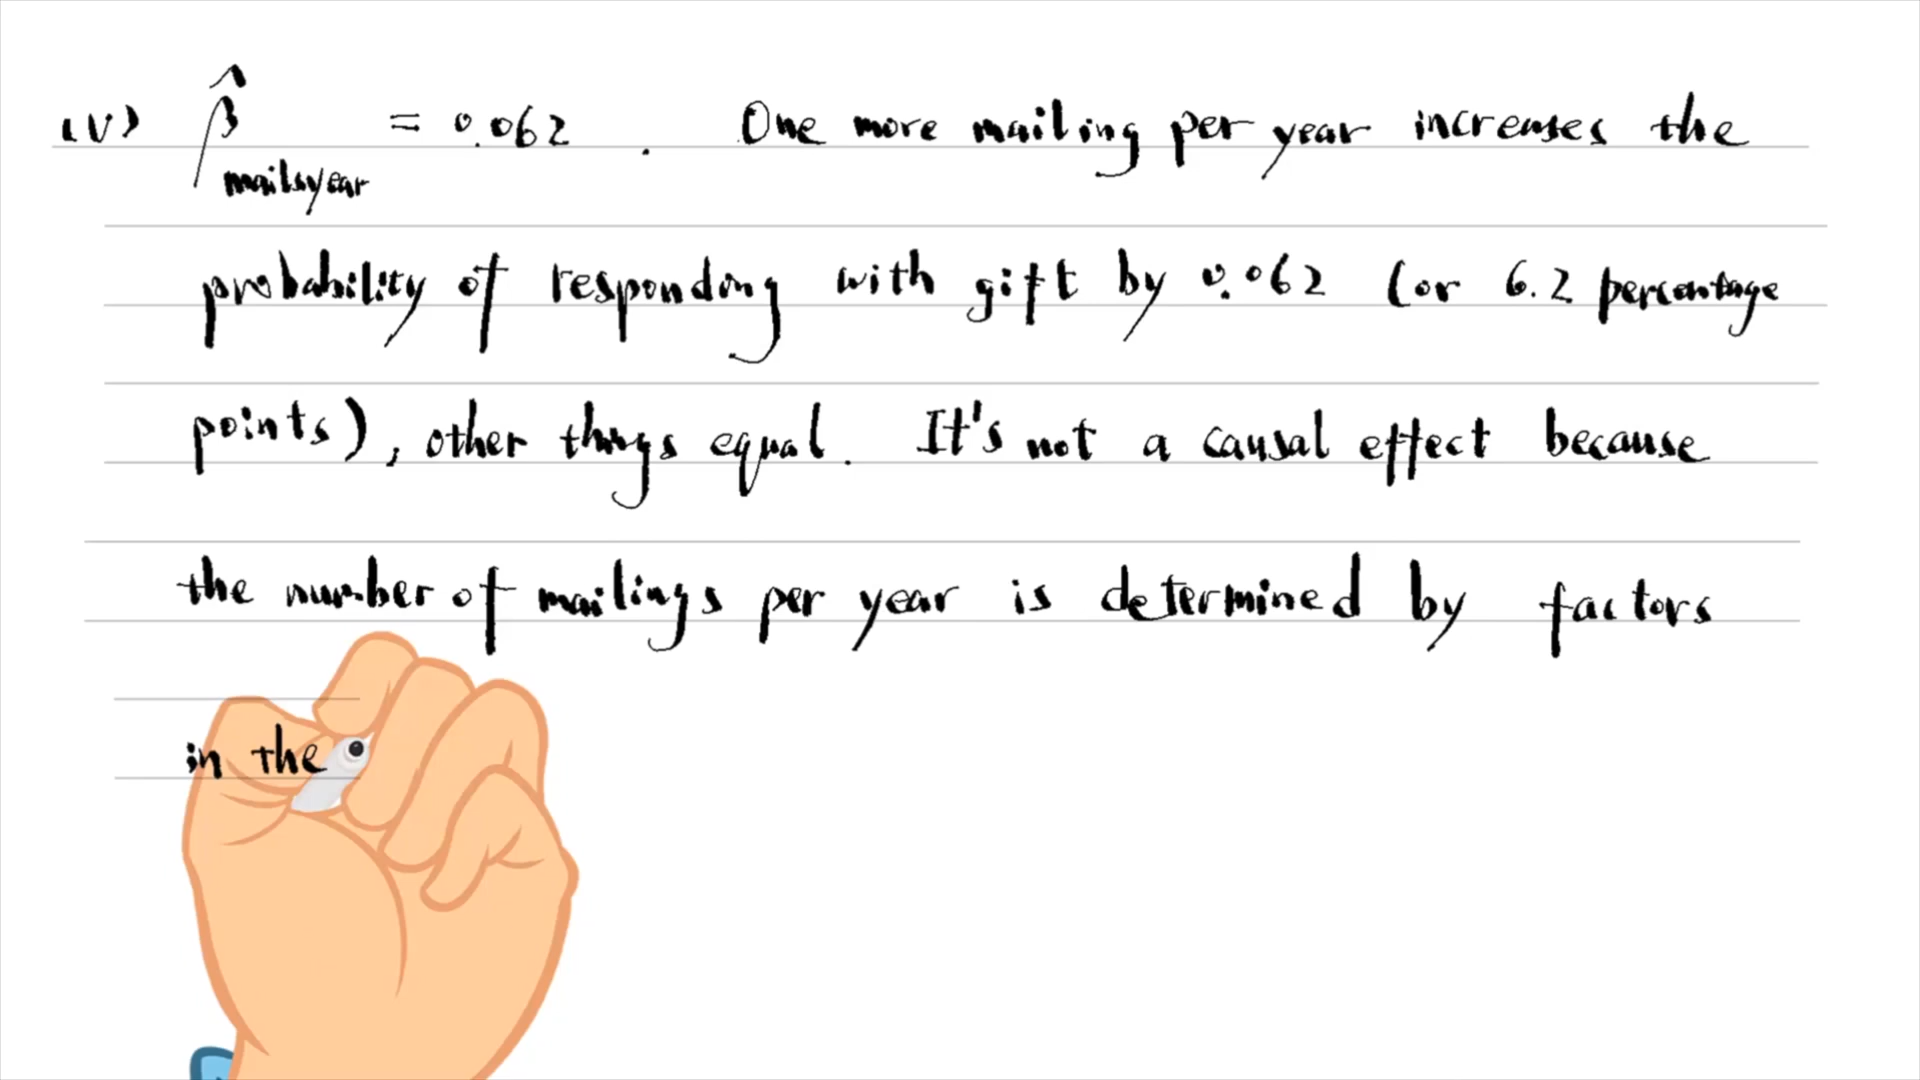 (v) β̂ mailsyear = 0.062 . One more mailing per year increases the
probability of responding with gift by 0.062 (or 6.2 percentage
points), other things equal. It's not a causal effect because
the number of mailings per year is determined by factors
in the